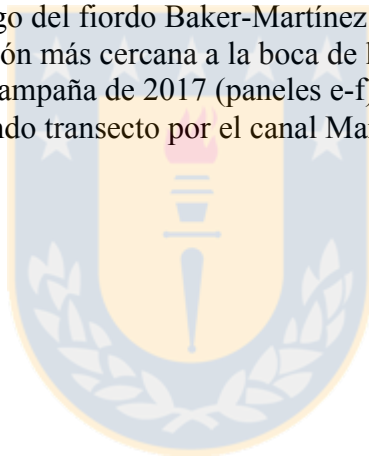 go del fiordo Baker-Martínez
ón más cercana a la boca de l
ampaña de 2017 (paneles e-f)
ndo transecto por el canal Ma